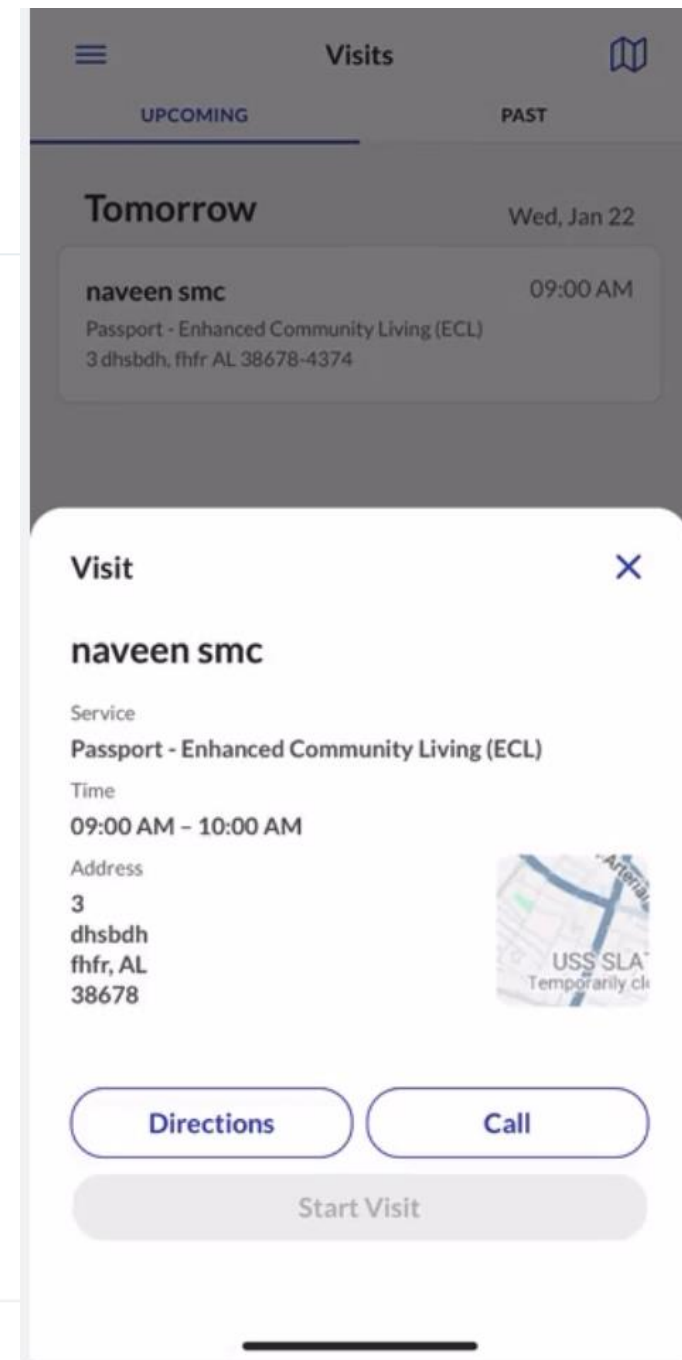 Visits
UPCOMING PAST
Tomorrow Wed, Jan 22
naveen smc 09:00 AM
Passport - Enhanced Community Living (ECL)
3 dhsbdh, fhfr AL 38678-4374
Visit
naveen smc
Service
Passport - Enhanced Community Living (ECL)
Time
09:00 AM – 10:00 AM
Address
3
dhsbdh
fhfr, AL
38678
Arterial
USS SLA
Temporarily cl
Directions Call
Start Visit